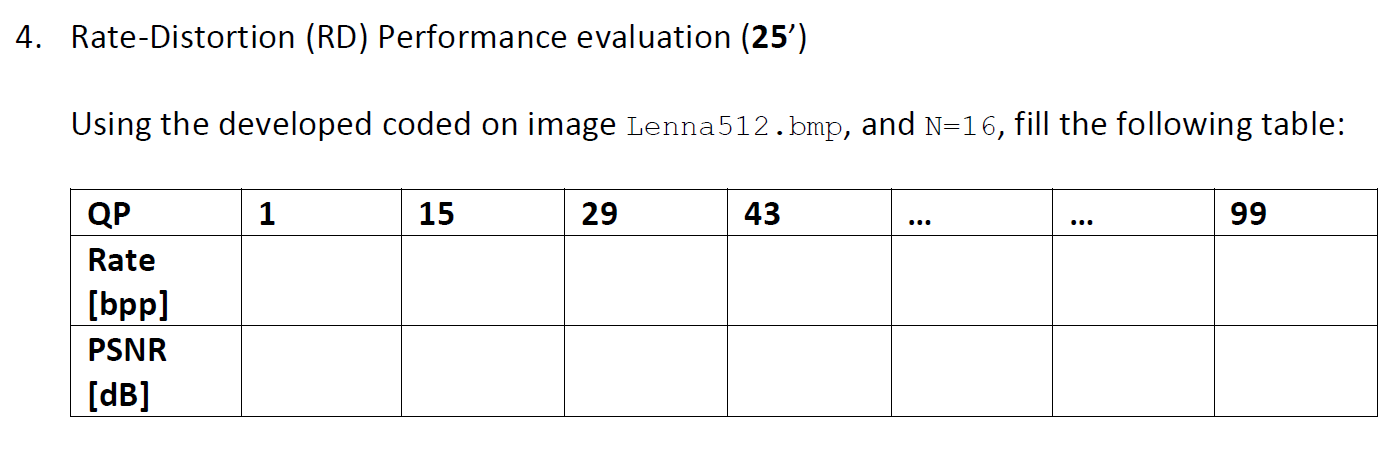 4. Rate-Distortion (RD) Performance evaluation (25’)
Using the developed coded on image Lenna512.bmp, and N=16, fill the following table:
QP 1 15 29 43 ... ... 99
Rate
[bpp]
PSNR
[dB]